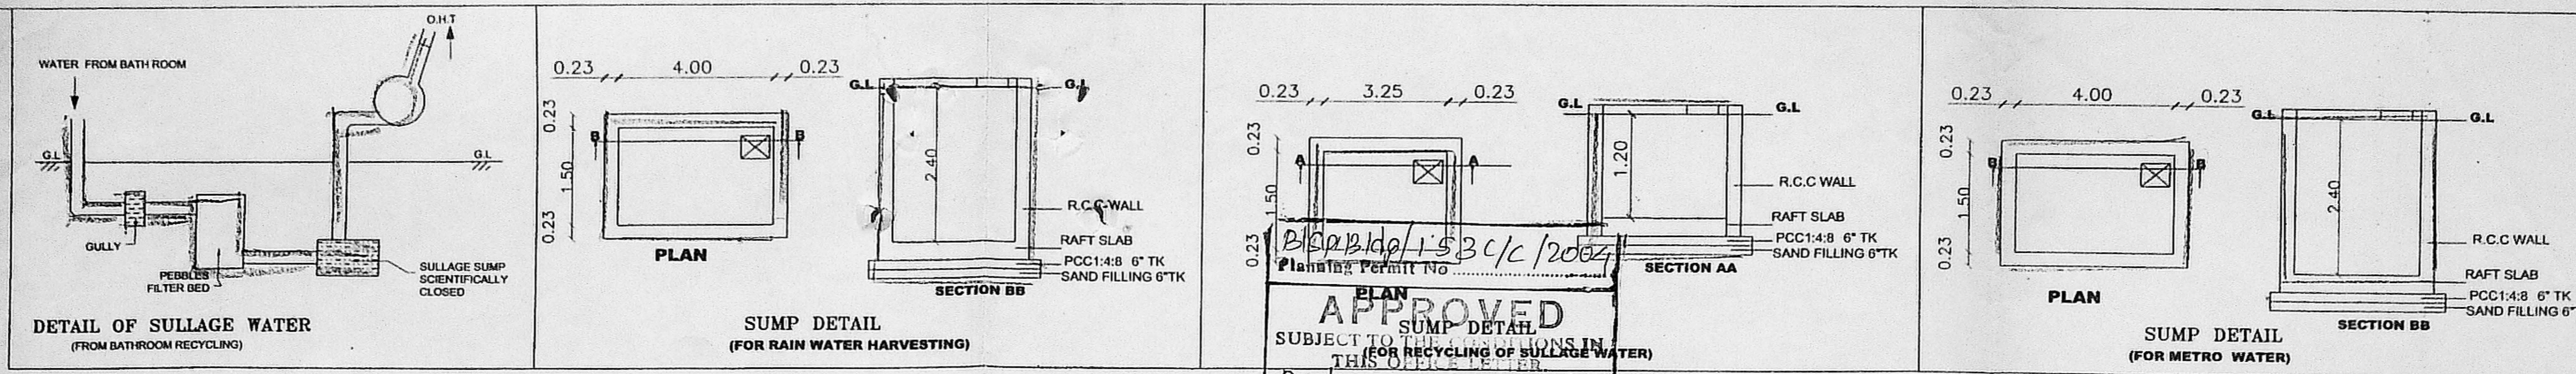 O.H.T
WATER FROM BATH ROOM
G.L
G.L
GULLY
PEBBLES
FILTER BED
SULLAGE SUMP
SCIENTIFICALLY
CLOSED
DETAIL OF SULLAGE WATER
(FROM BATHROOM RECYCLING)
0.23 4.00 0.23
0.23
1.50
0.23
B B
PLAN
G.L
2.40
R.C.C WALL
RAFT SLAB
PCC1:4:8 6" TK
SAND FILLING 6"TK
SECTION BB
SUMP DETAIL
(FOR RAIN WATER HARVESTING)
0.23 3.25 0.23
0.23
1.50
0.23
A A
PLAN
G.L G.L
1.20
R.C.C WALL
RAFT SLAB
PCC1:4:8 6" TK
SAND FILLING 6"TK
SECTION AA
/2004
Planning Permit No
APPROVED
SUBJECT TO THE CONDITIONS IN
THIS OFFICE LETTER.
SUMP DETAIL
(FOR RECYCLING OF SULLAGE WATER)
0.23 4.00 0.23
0.23
1.50
0.23
B B
PLAN
G.L G.L
2.40
R.C.C WALL
RAFT SLAB
PCC1:4:8 6" TK
SAND FILLING 6"
SECTION BB
SUMP DETAIL
(FOR METRO WATER)